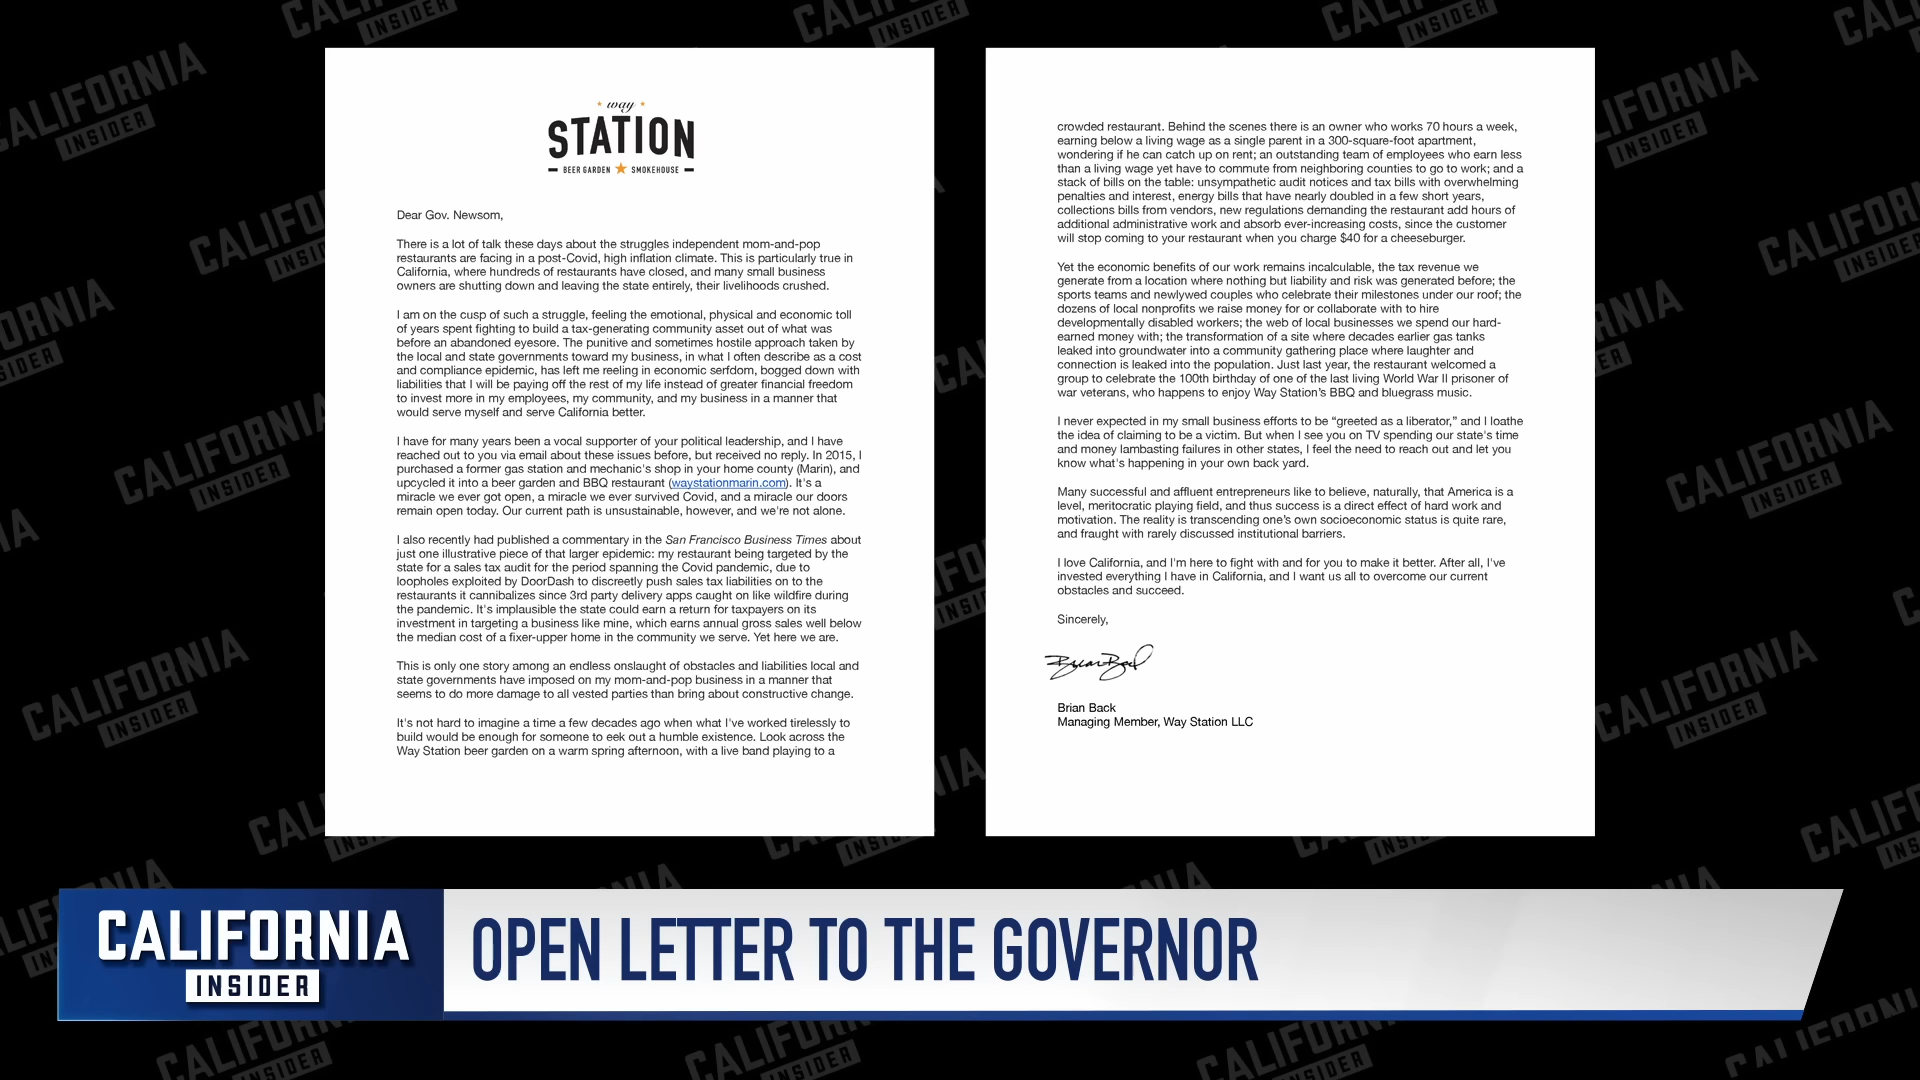 way
STATION
BEER GARDEN SMOKEHOUSE
Dear Gov. Newsom,
There is a lot of talk these days about the struggles independent mom-and-pop
restaurants are facing in a post-Covid, high inflation climate. This is particularly true in
California, where hundreds of restaurants have closed, and many small business
owners are shutting down and leaving the state entirely, their livelihoods crushed.
I am on the cusp of such a struggle, feeling the emotional, physical and economic toll
of years spent fighting to build a tax-generating community asset out of what was
before an abandoned eyesore. The punitive and sometimes hostile approach taken by
the local and state governments toward my business, in what I often describe as a cost
and compliance epidemic, has left me reeling in economic serfdom, bogged down with
liabilities that I will be paying off the rest of my life instead of greater financial freedom
to invest more in my employees, my community, and my business in a manner that
would serve myself and serve California better.
I have for many years been a vocal supporter of your political leadership, and I have
reached out to you via email about these issues before, but received no reply. In 2015, I
purchased a former gas station and mechanic's shop in your home county (Marin), and
upcycled it into a beer garden and BBQ restaurant (waystationmarin.com). It's a
miracle we ever got open, a miracle we ever survived Covid, and a miracle our doors
remain open today. Our current path is unsustainable, however, and we're not alone.
I also recently had published a commentary in the San Francisco Business Times about
just one illustrative piece of that larger epidemic: my restaurant being targeted by the
state for a sales tax audit for the period spanning the Covid pandemic, due to
loopholes exploited by DoorDash to discreetly push sales tax liabilities on to the
restaurants it cannibalizes since 3rd party delivery apps caught on like wildfire during
the pandemic. It's implausible the state could earn a return for taxpayers on its
investment in targeting a business like mine, which earns annual gross sales well below
the median cost of a fixer-upper home in the community we serve. Yet here we are.
This is only one story among an endless onslaught of obstacles and liabilities local and
state governments have imposed on my mom-and-pop business in a manner that
seems to do more damage to all vested parties than bring about constructive change.
It's not hard to imagine a time a few decades ago when what I've worked tirelessly to
build would be enough for someone to eek out a humble existence. Look across the
Way Station beer garden on a warm spring afternoon, with a live band playing to a
crowded restaurant. Behind the scenes there is an owner who works 70 hours a week,
earning below a living wage as a single parent in a 300-square-foot apartment,
wondering if he can catch up on rent; an outstanding team of employees who earn less
than a living wage yet have to commute from neighboring counties to go to work; and a
stack of bills on the table: unsympathetic audit notices and tax bills with overwhelming
penalties and interest, energy bills that have nearly doubled in a few short years,
collections bills from vendors, new regulations demanding the restaurant add hours of
additional administrative work and absorb ever-increasing costs, since the customer
will stop coming to your restaurant when you charge $40 for a cheeseburger.
Yet the economic benefits of our work remains incalculable, the tax revenue we
generate from a location where nothing but liability and risk was generated before; the
sports teams and newlywed couples who celebrate their milestones under our roof; the
dozens of local nonprofits we raise money for or collaborate with to hire
developmentally disabled workers; the web of local businesses we spend our hard-
earned money with; the transformation of a site where decades earlier gas tanks
leaked into groundwater into a community gathering place where laughter and
connection is leaked into the population. Just last year, the restaurant welcomed a
group to celebrate the 100th birthday of one of the last living World War II prisoner of
war veterans, who happens to enjoy Way Station’s BBQ and bluegrass music.
I never expected in my small business efforts to be “greeted as a liberator,” and I loathe
the idea of claiming to be a victim. But when I see you on TV spending our state's time
and money lambasting failures in other states, I feel the need to reach out and let you
know what's happening in your own back yard.
Many successful and affluent entrepreneurs like to believe, naturally, that America is a
level, meritocratic playing field, and thus success is a direct effect of hard work and
motivation. The reality is transcending one’s own socioeconomic status is quite rare,
and fraught with rarely discussed institutional barriers.
I love California, and I'm here to fight with and for you to make it better. After all, I've
invested everything I have in California, and I want us all to overcome our current
obstacles and succeed.
Sincerely,
Brian Back
Brian Back
Managing Member, Way Station LLC
CALIFORNIA
INSIDER
OPEN LETTER TO THE GOVERNOR